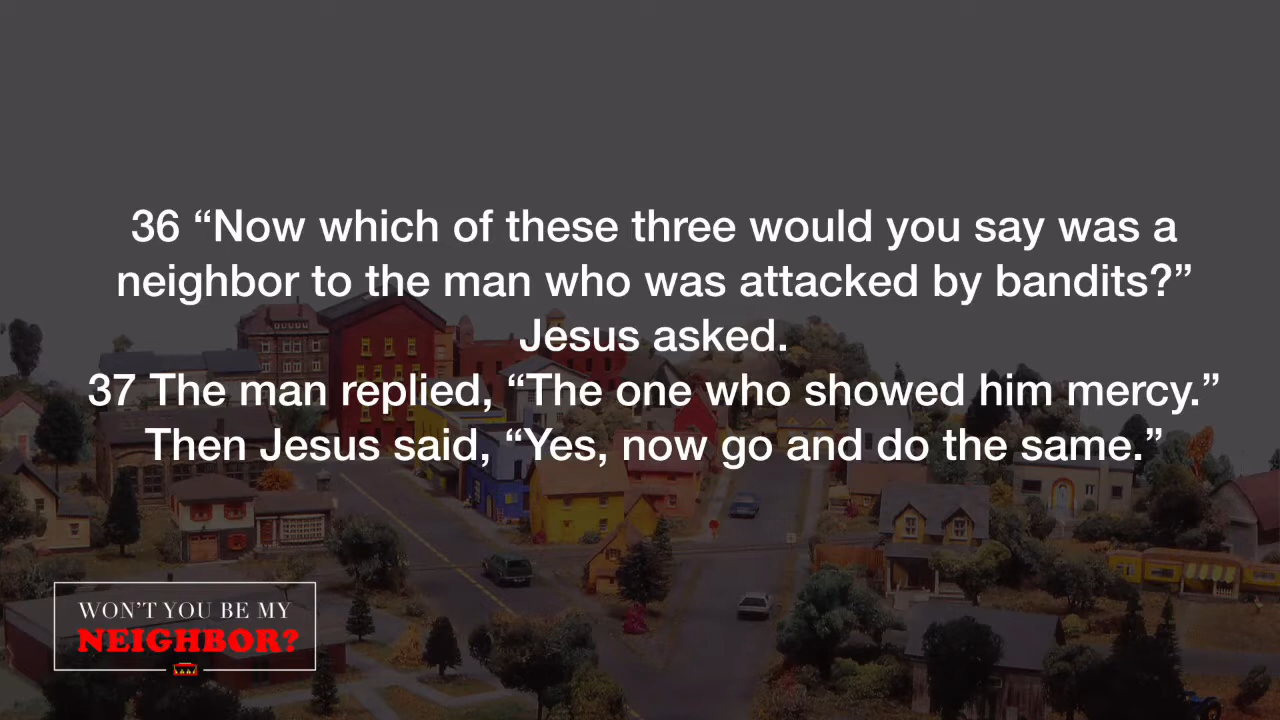 36 “Now which of these three would you say was a
neighbor to the man who was attacked by bandits?”
Jesus asked.
37 The man replied, “The one who showed him mercy.”
Then Jesus said, “Yes, now go and do the same.”
WON'T YOU BE MY
NEIGHBOR?